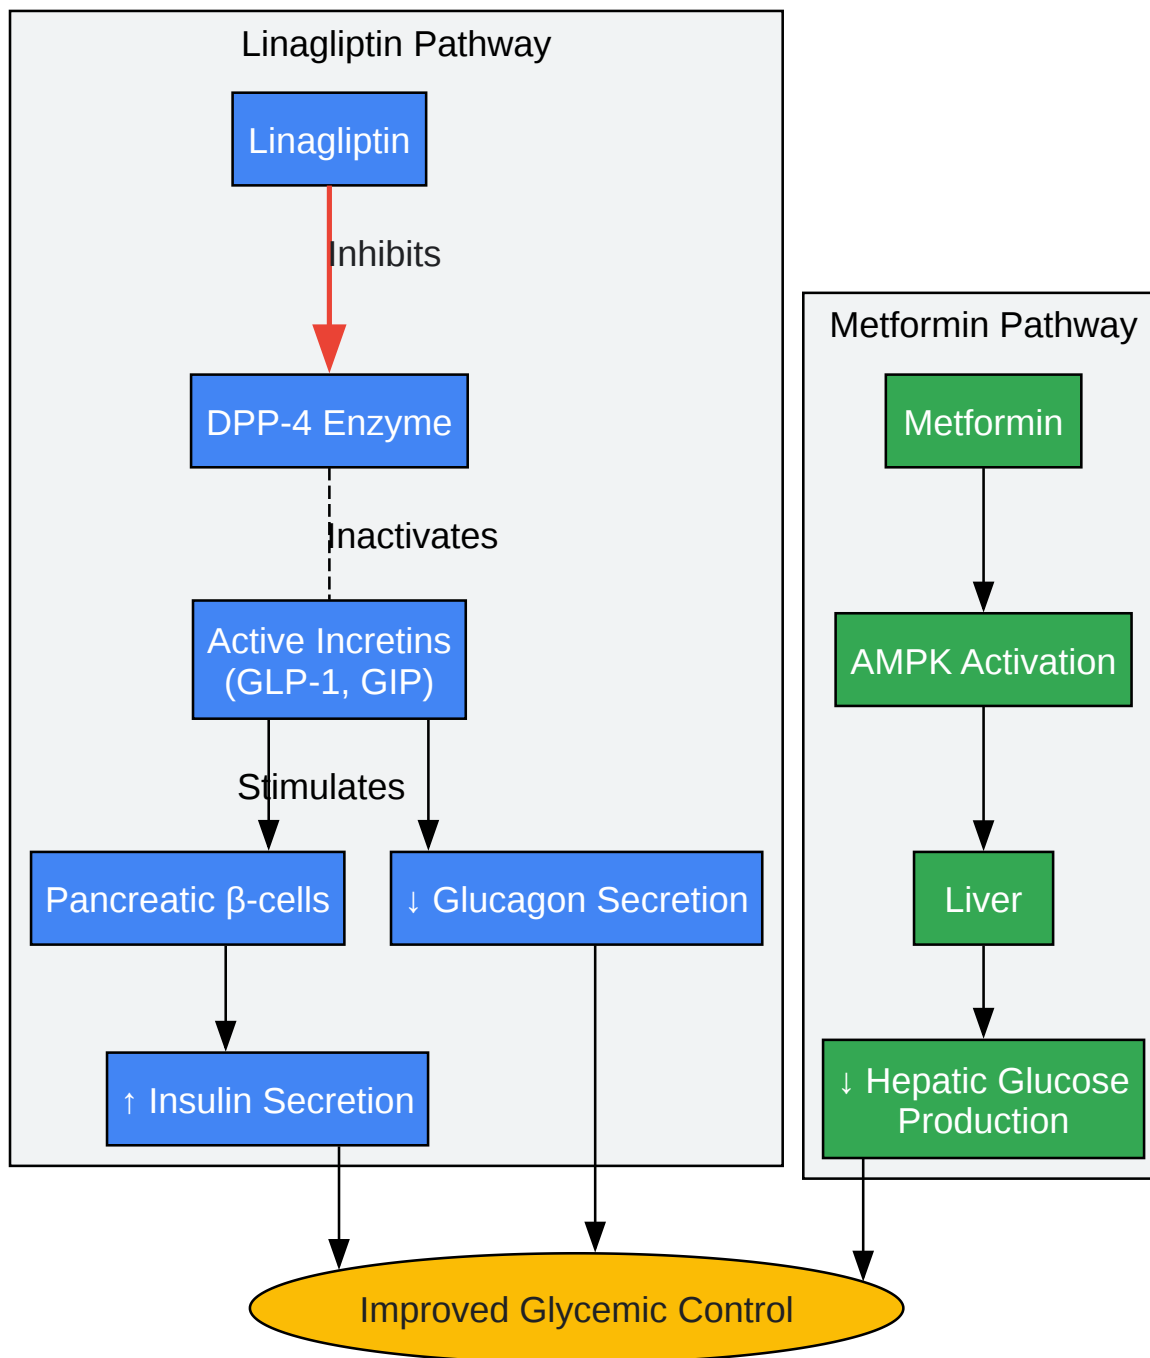 Linagliptin Pathway
Linagliptin
Inhibits
DPP-4 Enzyme
Inactivates
Active Incretins
(GLP-1, GIP)
Stimulates
Pancreatic β-cells
↓ Glucagon Secretion
↑ Insulin Secretion
Metformin Pathway
Metformin
AMPK Activation
Liver
↓ Hepatic Glucose
Production
Improved Glycemic Control